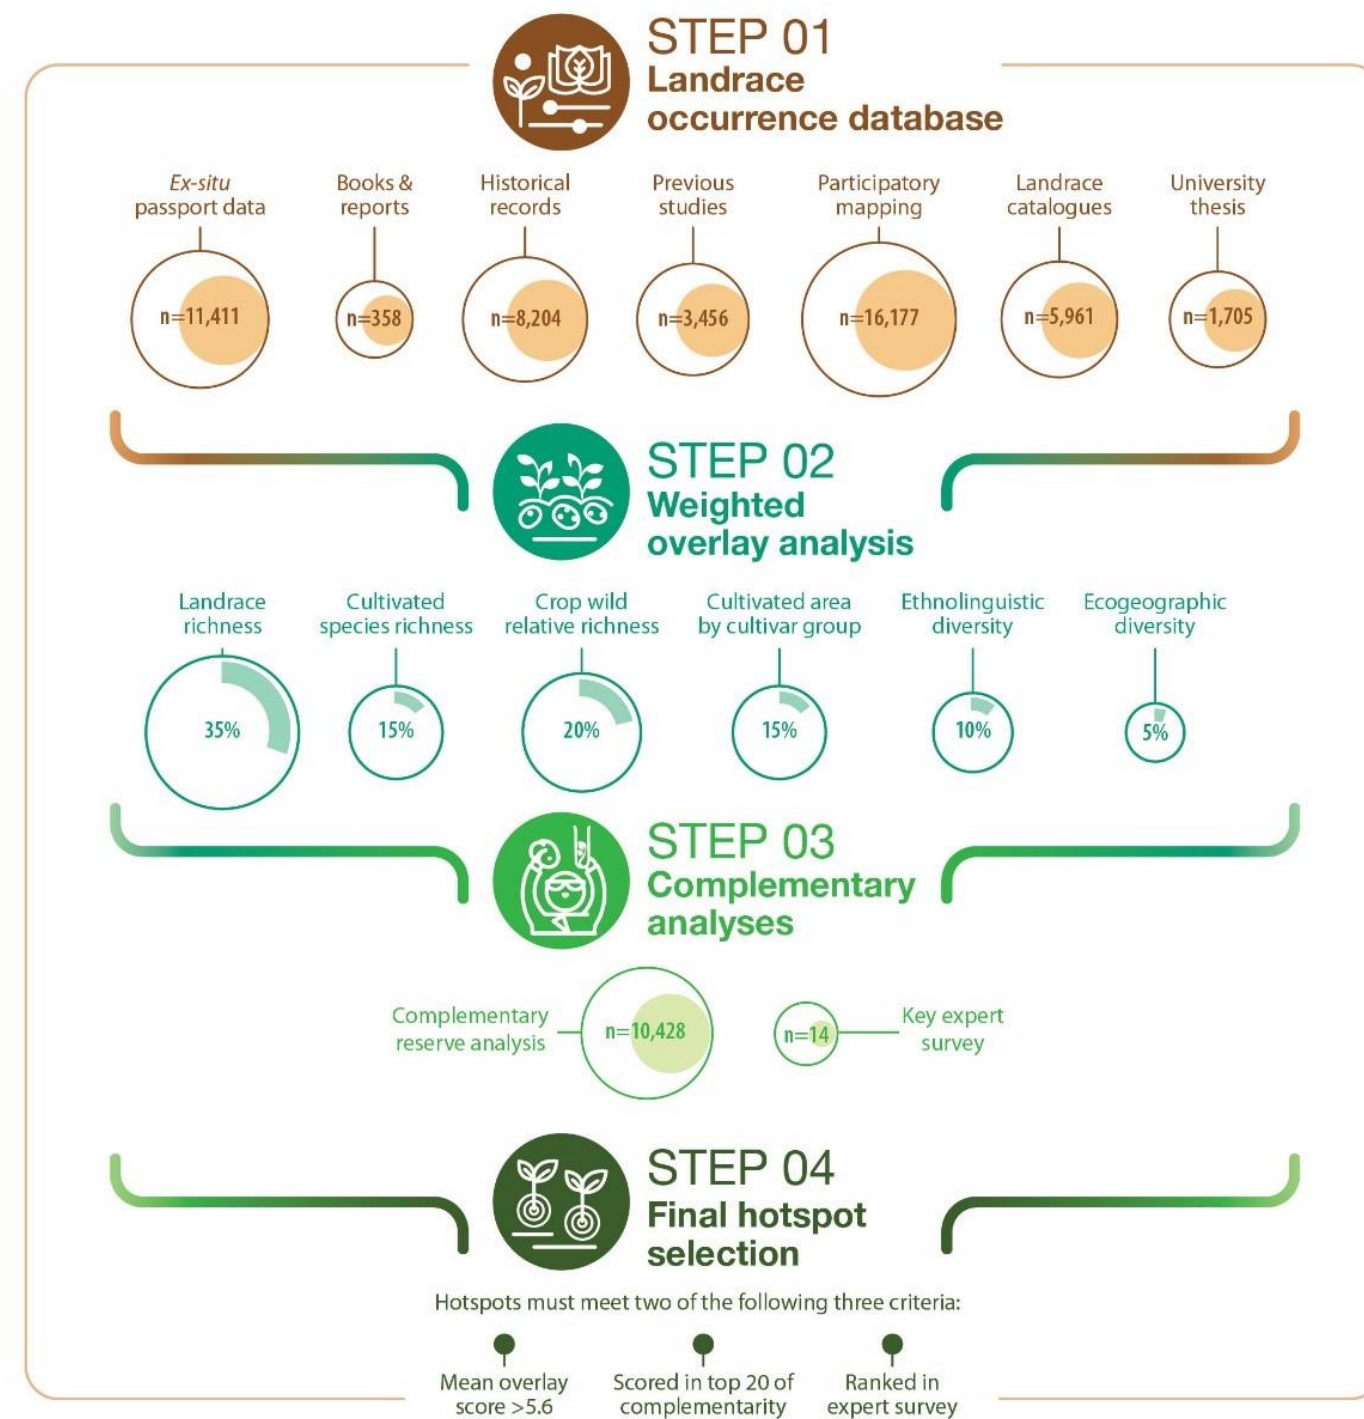 STEP 01
Landrace
occurrence database
Ex-situ
passport data
Books &
reports
Historical
records
Previous
studies
Participatory
mapping
Landrace
catalogues
University
thesis
n=11,411
n=358
n=8,204
n=3,456
n=16,177
n=5,961
n=1,705
STEP 02
Weighted
overlay analysis
Landrace
richness
Cultivated
species richness
Crop wild
relative richness
Cultivated area
by cultivar group
Ethnolinguistic
diversity
Ecogeographic
diversity
35%
15%
20%
15%
10%
5%
STEP 03
Complementary
analyses
Complementary
reserve analysis
n=10,428
n=14
Key expert
survey
STEP 04
Final hotspot
selection
Hotspots must meet two of the following three criteria:
Mean overlay
score >5.6
Scored in top 20 of
complementarity
Ranked in
expert survey